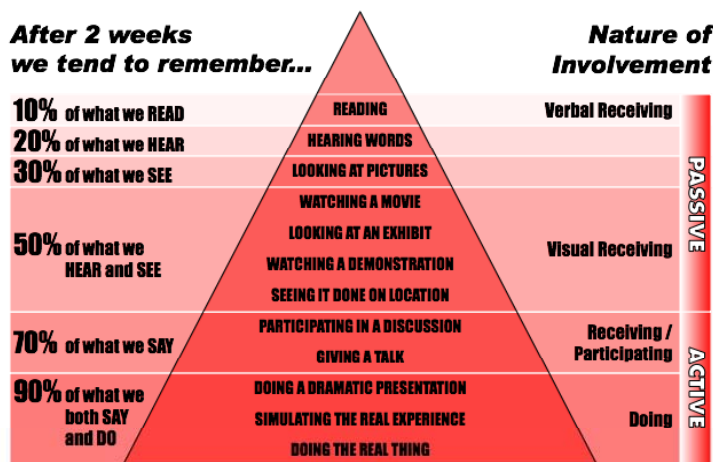 After 2 weeks
we tend to remember...
Nature of
Involvement
10% of what we READ
READING
Verbal Receiving
20% of what we HEAR
HEARING WORDS
30% of what we SEE
LOOKING AT PICTURES
WATCHING A MOVIE
LOOKING AT AN EXHIBIT
50% of what we
HEAR and SEE
WATCHING A DEMONSTRATION
SEEING IT DONE ON LOCATION
Visual Receiving
PASSIVE
70% of what we SAY
PARTICIPATING IN A DISCUSSION
GIVING A TALK
Receiving /
Participating
90% of what we
both SAY
and DO
DOING A DRAMATIC PRESENTATION
SIMULATING THE REAL EXPERIENCE
DOING THE REAL THING
Doing
ACTIVE